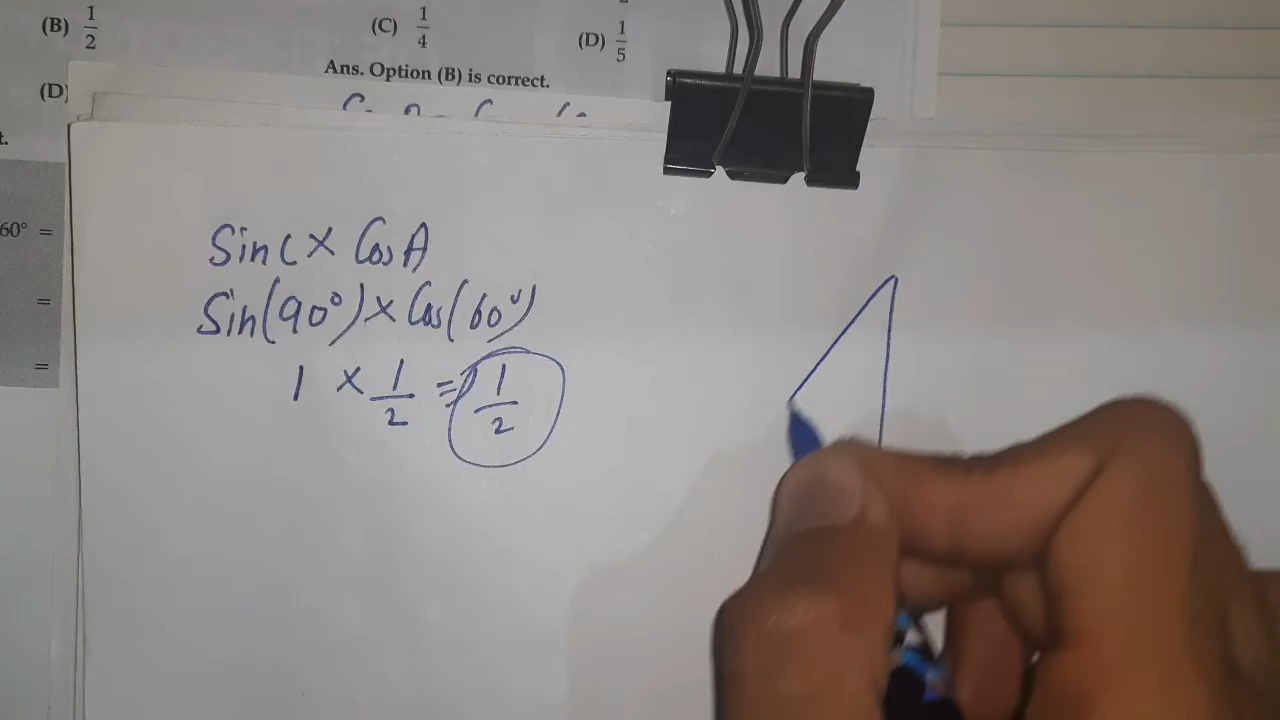 (B) 1/2 (C) 1/4 (D) 1/5
Ans. Option (B) is correct.
(D)
t.
60° =
=
=
Sin C × Cos A
Sin(90°) × Cos(60°)
1 × 1/2 = 1/2